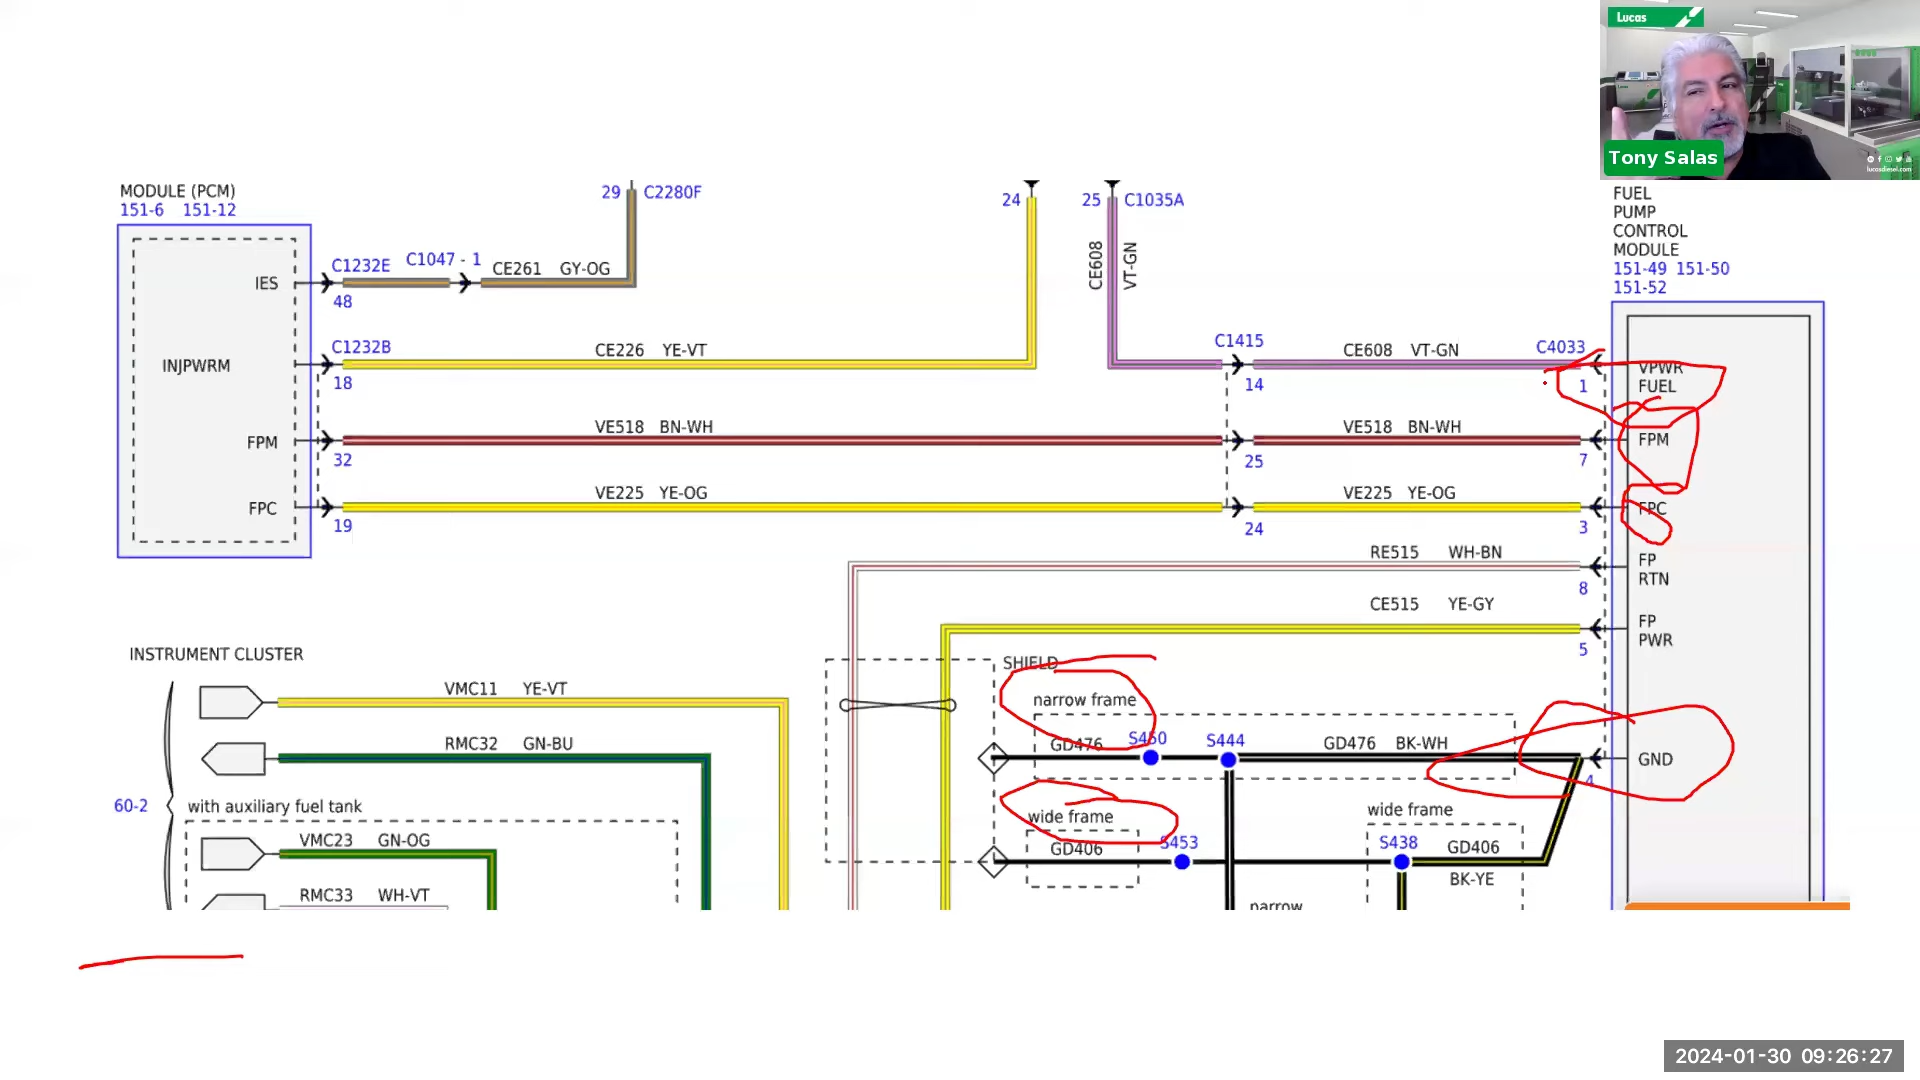 Lucas
Tony Salas
lucasdiesel.com
MODULE (PCM)
151-6 151-12
29 C2280F
24
25 C1035A
FUEL
PUMP
CONTROL
MODULE
151-49 151-50
151-52
CE608
VT-GN
IES
C1232E
C1047 - 1
CE261 GY-OG
48
INJPWRM
C1232B
CE226 YE-VT
18
C1415
CE608 VT-GN
C4033
14
1
VPWR
FUEL
FPM
VE518 BN-WH
VE518 BN-WH
FPM
32
25
7
FPC
VE225 YE-OG
VE225 YE-OG
FPC
19
24
3
RE515 WH-BN
FP
RTN
8
CE515 YE-GY
FP
PWR
5
INSTRUMENT CLUSTER
SHIELD
VMC11 YE-VT
narrow frame
RMC32 GN-BU
GD476
S450
S444
GD476 BK-WH
GND
4
60-2
with auxiliary fuel tank
wide frame
wide frame
VMC23 GN-OG
GD406
S453
S438
GD406
BK-YE
RMC33 WH-VT
narrow
2024-01-30 09:26:27